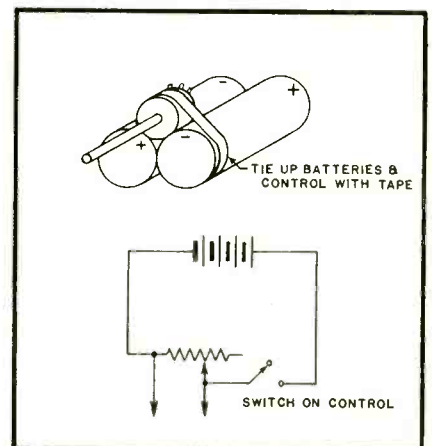 -
+
+
-
TIE UP BATTERIES &
CONTROL WITH TAPE
SWITCH ON CONTROL